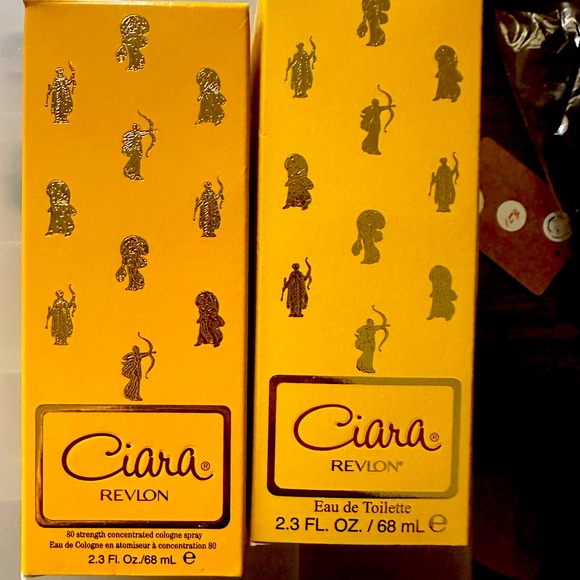 Ciara®
REVLON
80 strength concentrated cologne spray
Eau de Cologne en atomiseur à concentration 80
2.3 Fl. Oz./68 mL ℮
Ciara®
REVLON®
Eau de Toilette
2.3 FL. OZ. / 68 mL ℮